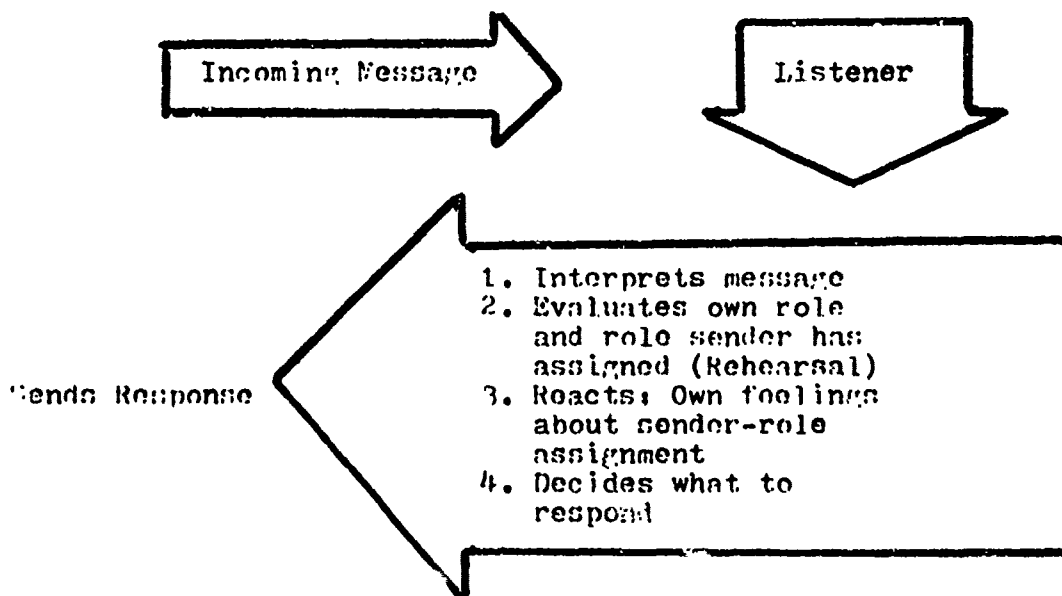 Incoming Message
Listener
1. Interprets message
2. Evaluates own role
and role sender has
assigned (Rehearsal)
3. Reacts: Own feelings
about sender-role
assignment
4. Decides what to
respond
Sends Response